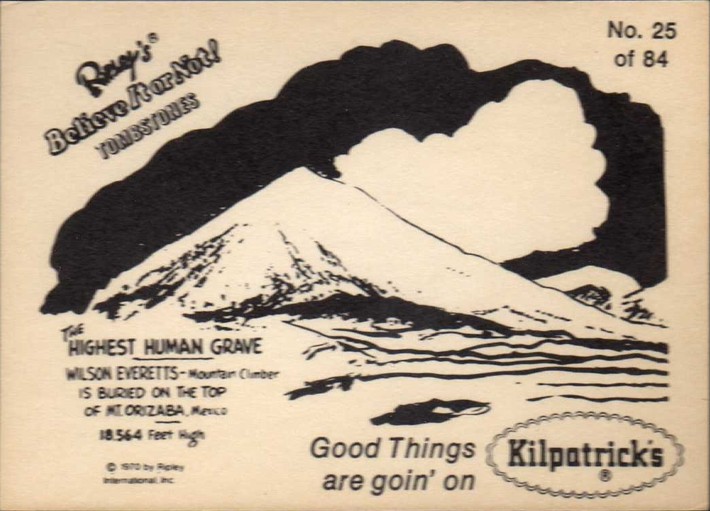 Ripley's®
Believe It or Not!
TOMBSTONES
No. 25
of 84
THE
HIGHEST HUMAN GRAVE
WILSON EVERETTS - Mountain Climber
IS BURIED ON THE TOP
OF MT. ORIZABA, Mexico
18.564 Feet High
© 1970 by Ripley
International, Inc.
Good Things
are goin' on
Kilpatrick's
®